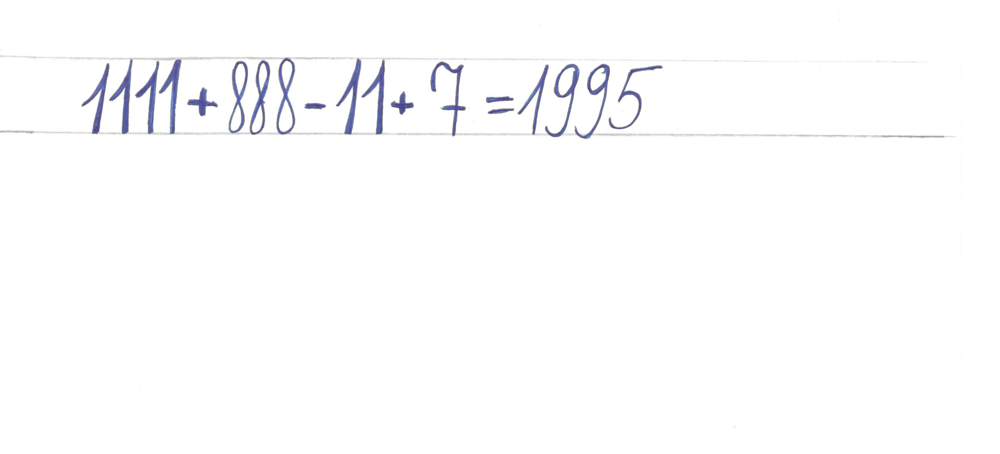 1111 + 888 - 11 + 7 = 1995